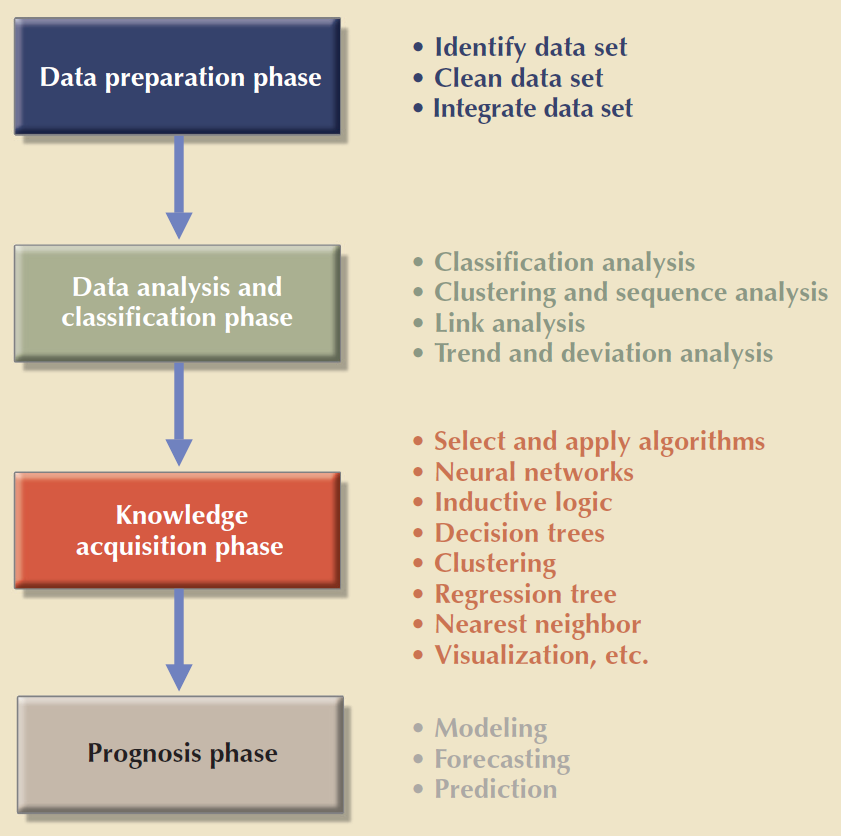 Data preparation phase
• Identify data set
• Clean data set
• Integrate data set
Data analysis and
classification phase
• Classification analysis
• Clustering and sequence analysis
• Link analysis
• Trend and deviation analysis
Knowledge
acquisition phase
• Select and apply algorithms
• Neural networks
• Inductive logic
• Decision trees
• Clustering
• Regression tree
• Nearest neighbor
• Visualization, etc.
Prognosis phase
• Modeling
• Forecasting
• Prediction